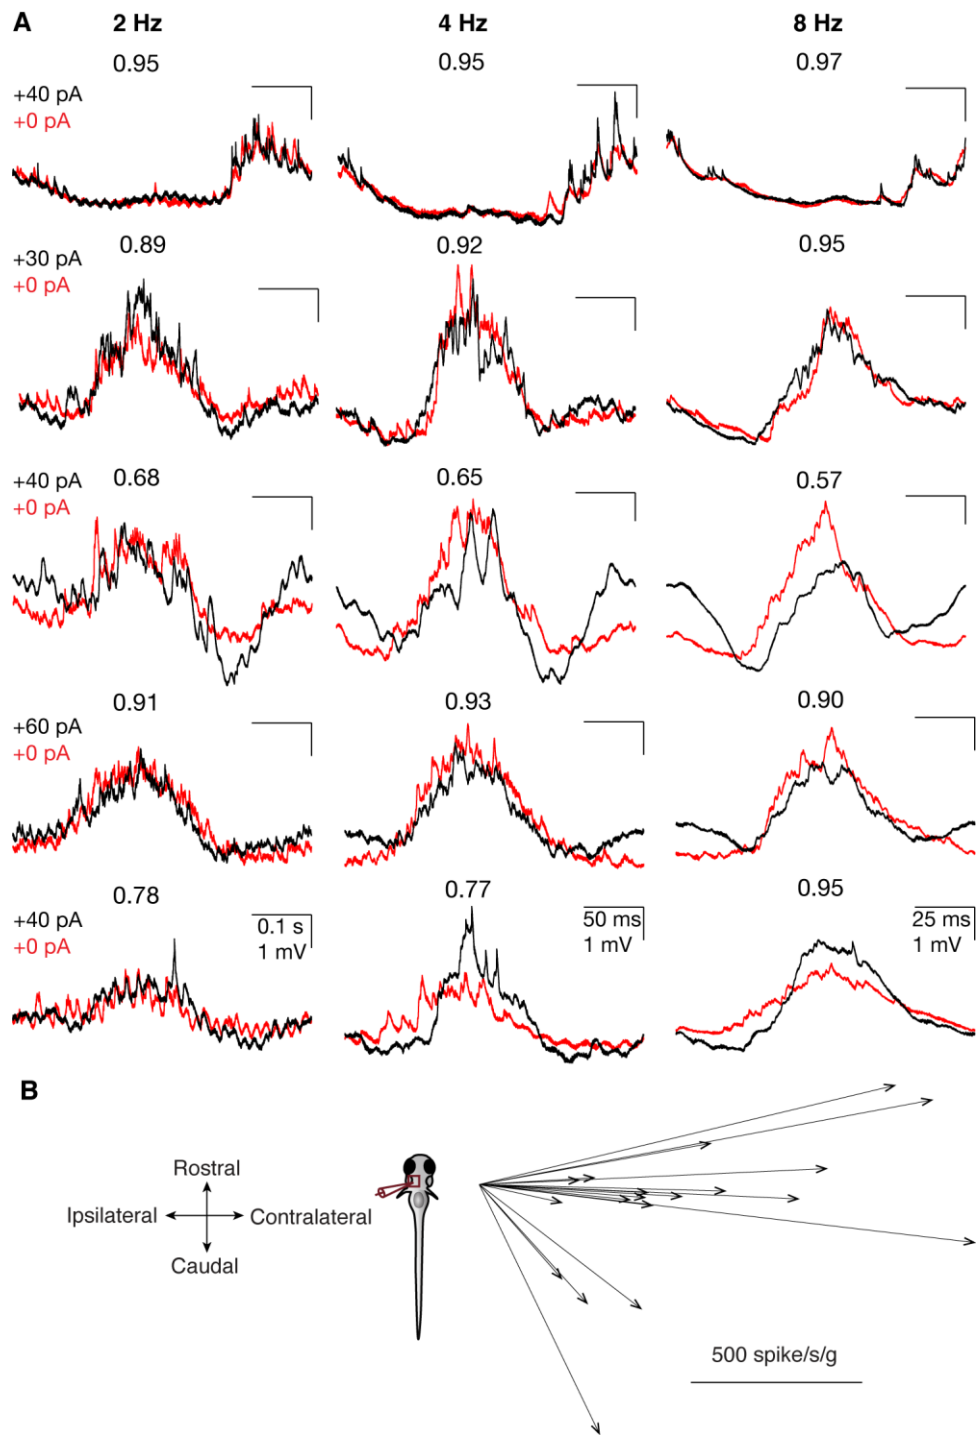 A 2 Hz 4 Hz 8 Hz
0.95 0.95 0.97
+40 pA
+0 pA
0.89 0.92 0.95
+30 pA
+0 pA
0.68 0.65 0.57
+40 pA
+0 pA
0.91 0.93 0.90
+60 pA
+0 pA
0.78 0.77 0.95
+40 pA 0.1 s 50 ms 25 ms
+0 pA 1 mV 1 mV 1 mV
B
Rostral
Ipsilateral Contralateral
Caudal
500 spike/s/g